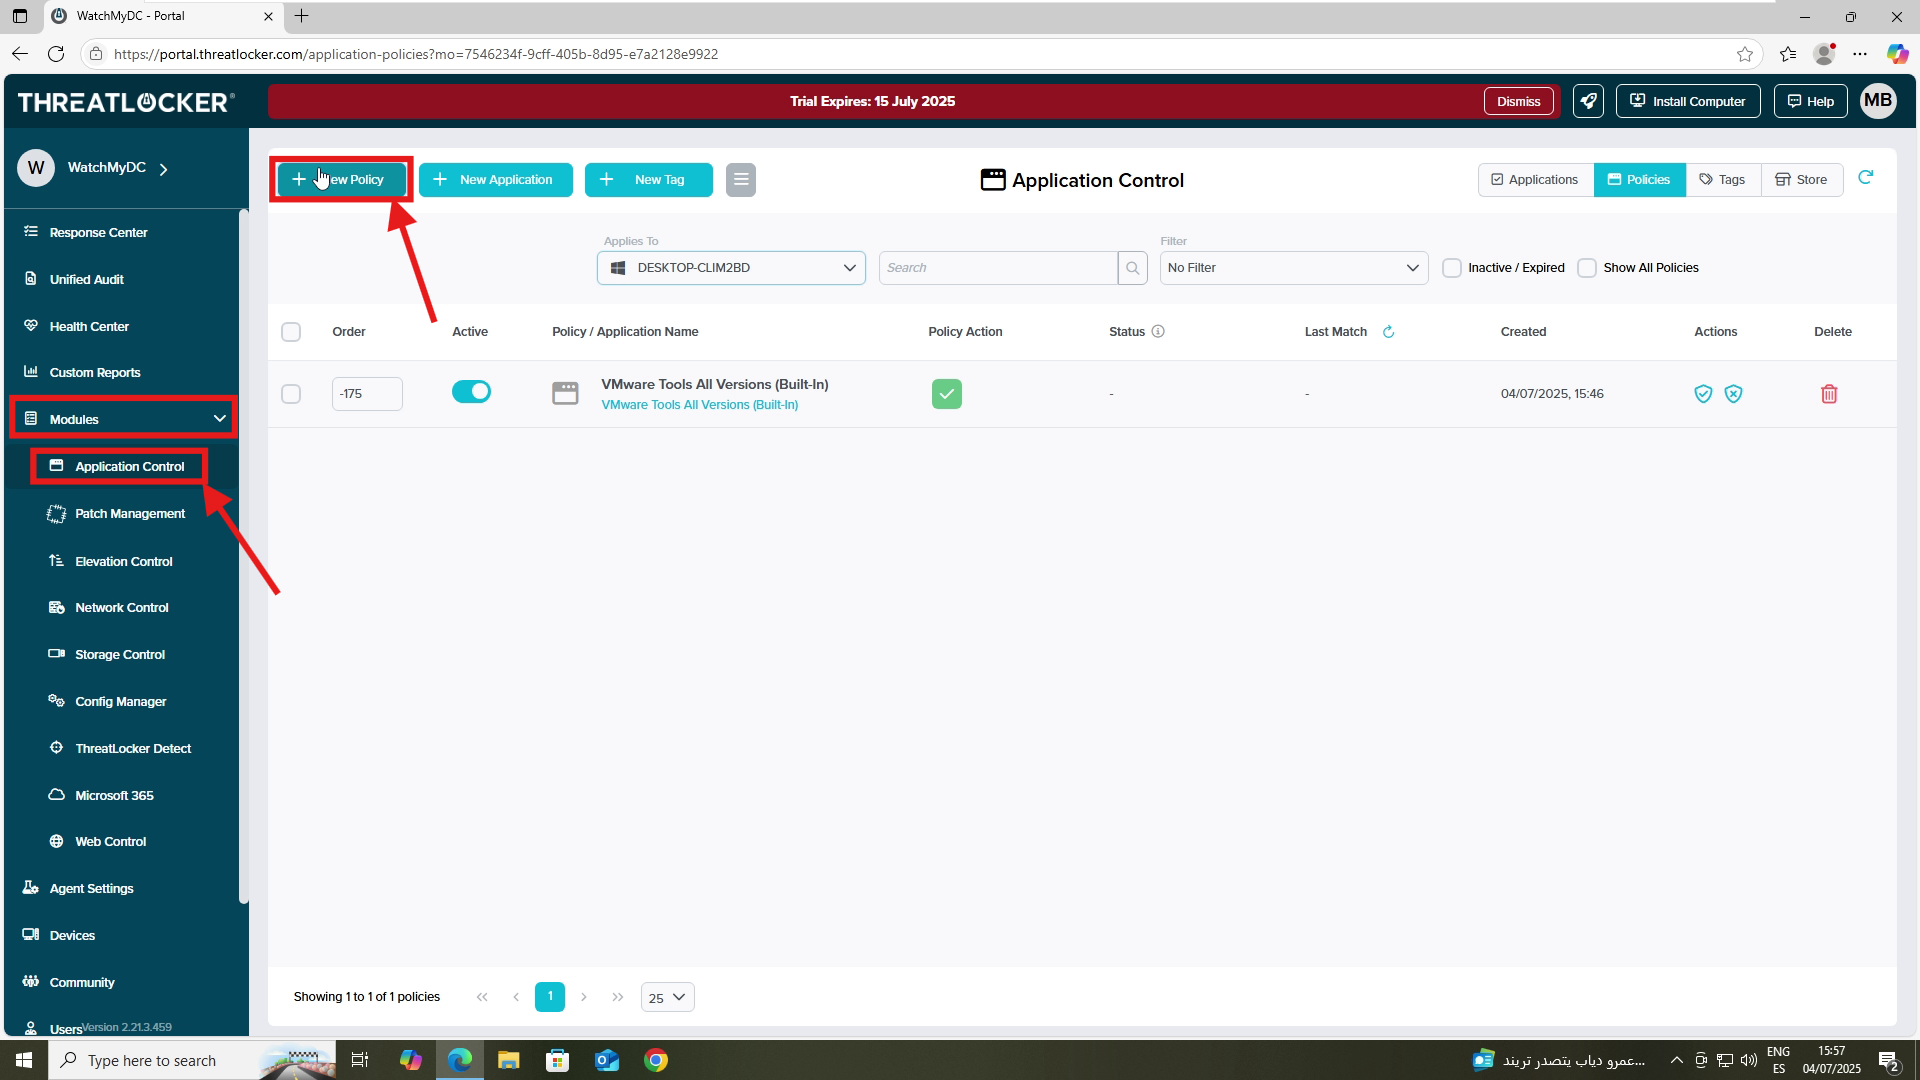 WatchMyDC - Portal
https://portal.threatlocker.com/application-policies?mo=7546234f-9cff-405b-8d95-e7a2128e9922
THREATLOCKER®
Trial Expires: 15 July 2025
Dismiss
Install Computer
Help
MB
W
WatchMyDC
Response Center
Unified Audit
Health Center
Custom Reports
Modules
Application Control
Patch Management
Elevation Control
Network Control
Storage Control
Config Manager
ThreatLocker Detect
Microsoft 365
Web Control
Agent Settings
Devices
Community
Users
Version 2.21.3.459
+ ew Policy
+ New Application
+ New Tag
Application Control
Applications
Policies
Tags
Store
Applies To
DESKTOP-CLIM2BD
Search
Filter
No Filter
Inactive / Expired
Show All Policies
Order Active Policy / Application Name Policy Action Status Last Match Created Actions Delete
-175
VMware Tools All Versions (Built-In)
VMware Tools All Versions (Built-In)
-
-
04/07/2025, 15:46
Showing 1 to 1 of 1 policies
1
25
Type here to search
عمرو دياب يتصدر تريند...
ENG
ES
15:57
04/07/2025
2